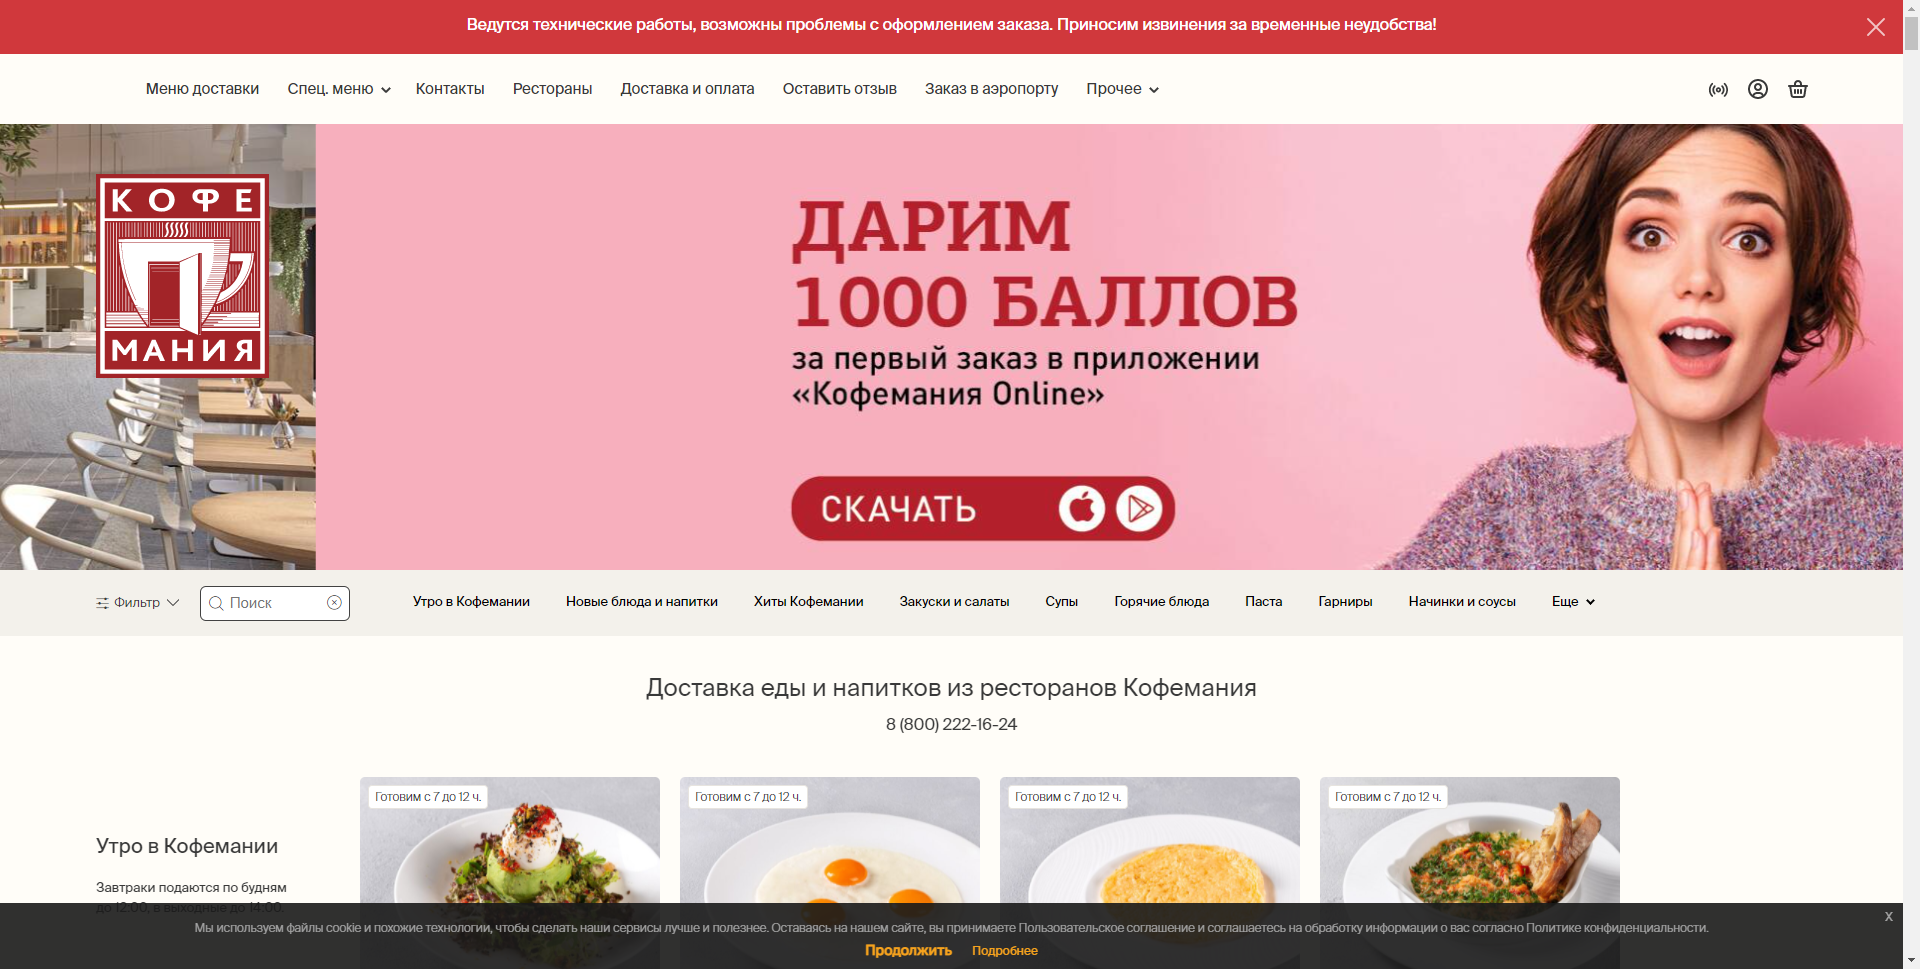 Ведутся технические работы, возможны проблемы с оформлением заказа. Приносим извинения за временные неудобства!
Меню доставки
Спец. меню
Контакты
Рестораны
Доставка и оплата
Оставить отзыв
Заказ в аэропорту
Прочее
КОФЕ
МАНИЯ
ДАРИМ
1000 БАЛЛОВ
за первый заказ в приложении
«Кофемания Online»
СКАЧАТЬ
Фильтр
Поиск
Утро в Кофемании
Новые блюда и напитки
Хиты Кофемании
Закуски и салаты
Супы
Горячие блюда
Паста
Гарниры
Начинки и соусы
Еще
Доставка еды и напитков из ресторанов Кофемания
8 (800) 222-16-24
Готовим с 7 до 12 ч.
Готовим с 7 до 12 ч.
Готовим с 7 до 12 ч.
Готовим с 7 до 12 ч.
Утро в Кофемании
Завтраки подаются по будням
до 12:00, в выходные до 14:00.
x
Мы используем файлы cookie и похожие технологии, чтобы сделать наши сервисы лучше и полезнее. Оставаясь на нашем сайте, вы принимаете Пользовательское соглашение и соглашаетесь на обработку информации о вас согласно Политике конфиденциальности.
Продолжить
Подробнее